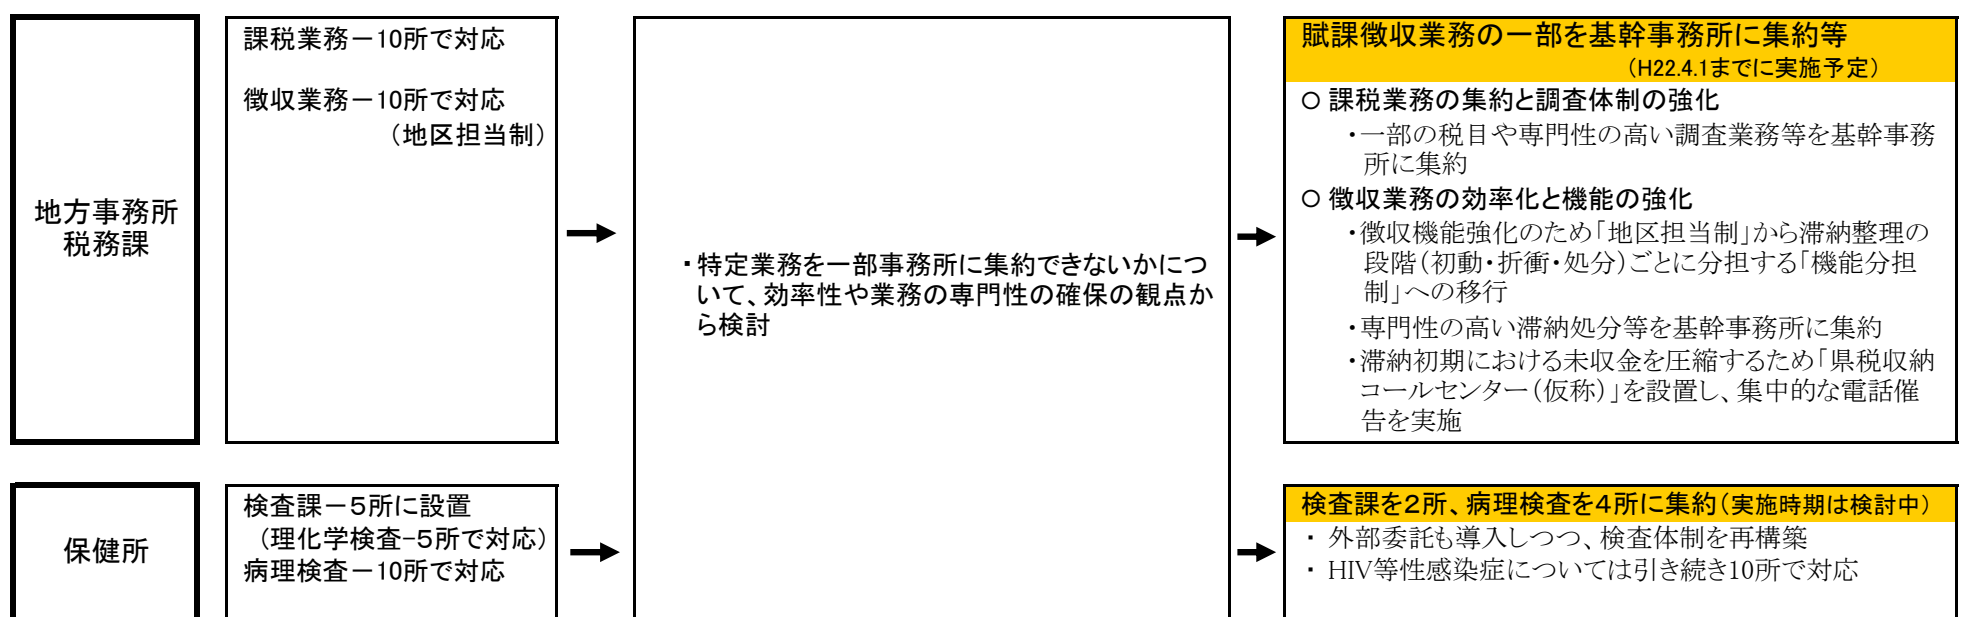 地方事務所
税務課
課税業務－10所で対応
徴収業務－10所で対応
（地区担当制）
・特定業務を一部事務所に集約できないかにつ
いて、効率性や業務の専門性の確保の観点か
ら検討
賦課徴収業務の一部を基幹事務所に集約等
（H22.4.1までに実施予定）
○ 課税業務の集約と調査体制の強化
・一部の税目や専門性の高い調査業務等を基幹事務
所に集約
○ 徴収業務の効率化と機能の強化
・徴収機能強化のため「地区担当制」から滞納整理の
段階（初動・折衝・処分）ごとに分担する「機能分担
制」への移行
・専門性の高い滞納処分等を基幹事務所に集約
・滞納初期における未収金を圧縮するため「県税収納
コールセンター（仮称）」を設置し、集中的な電話催
告を実施
保健所
検査課－５所に設置
（理化学検査-５所で対応）
病理検査－10所で対応
検査課を２所、病理検査を４所に集約（実施時期は検討中）
・ 外部委託も導入しつつ、検査体制を再構築
・ HIV等性感染症については引き続き10所で対応